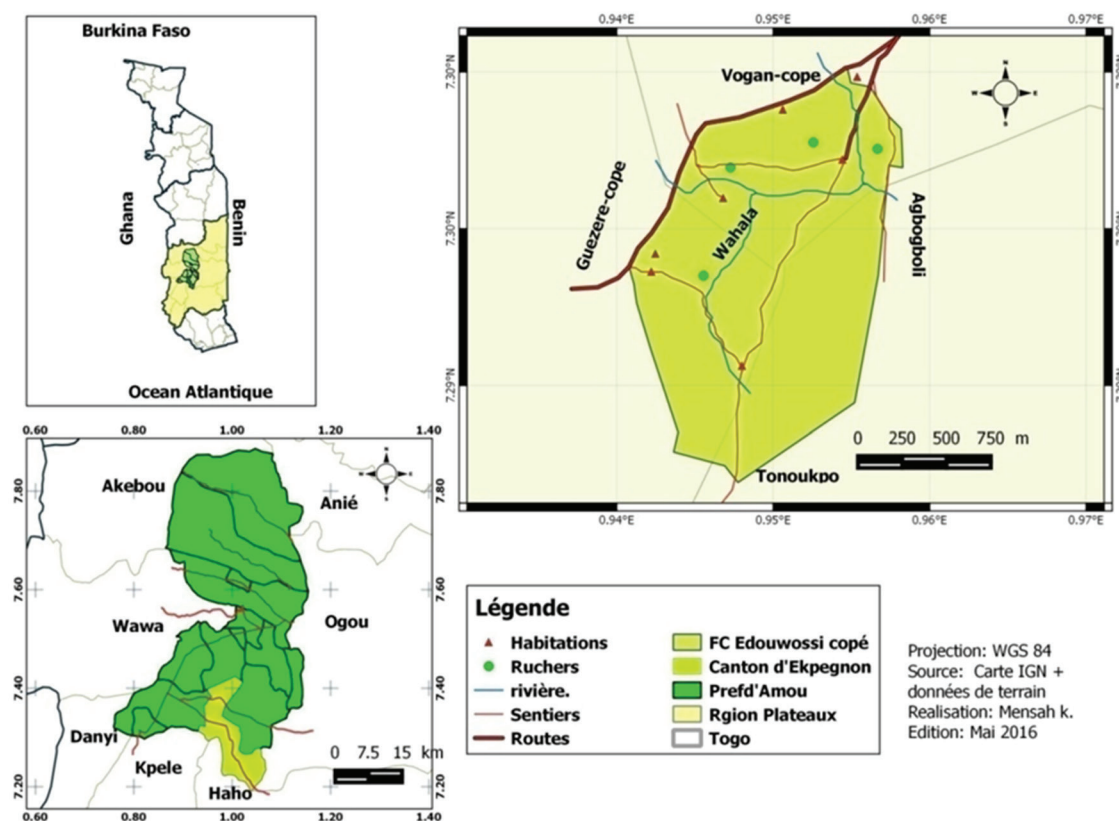 Burkina Faso
Ghana
Benin
Ocean Atlantique
0.94°E 0.95°E 0.96°E 0.97°E
7.30°N
7.30°N
7.29°N
Vogan-cope
Guezere-cope
Wahala
Agbogboli
Tonoukpo
0 250 500 750 m
0.94°E 0.95°E 0.96°E 0.97°E
0.60 0.80 1.00 1.20 1.40
7.80 7.80
7.60 7.60
7.40 7.40
7.20 7.20
Akebou
Anié
Wawa
Ogou
Danyi
Kpele
Haho
0 7.5 15 km
0.60 0.80 1.00 1.20 1.40
Légende
Habitations
Ruchers
rivière.
Sentiers
Routes
FC Edouwossi copé
Canton d'Ekpegnon
Prefd'Amou
Rgion Plateaux
Togo
Projection: WGS 84
Source: Carte IGN +
données de terrain
Realisation: Mensah k.
Edition: Mai 2016